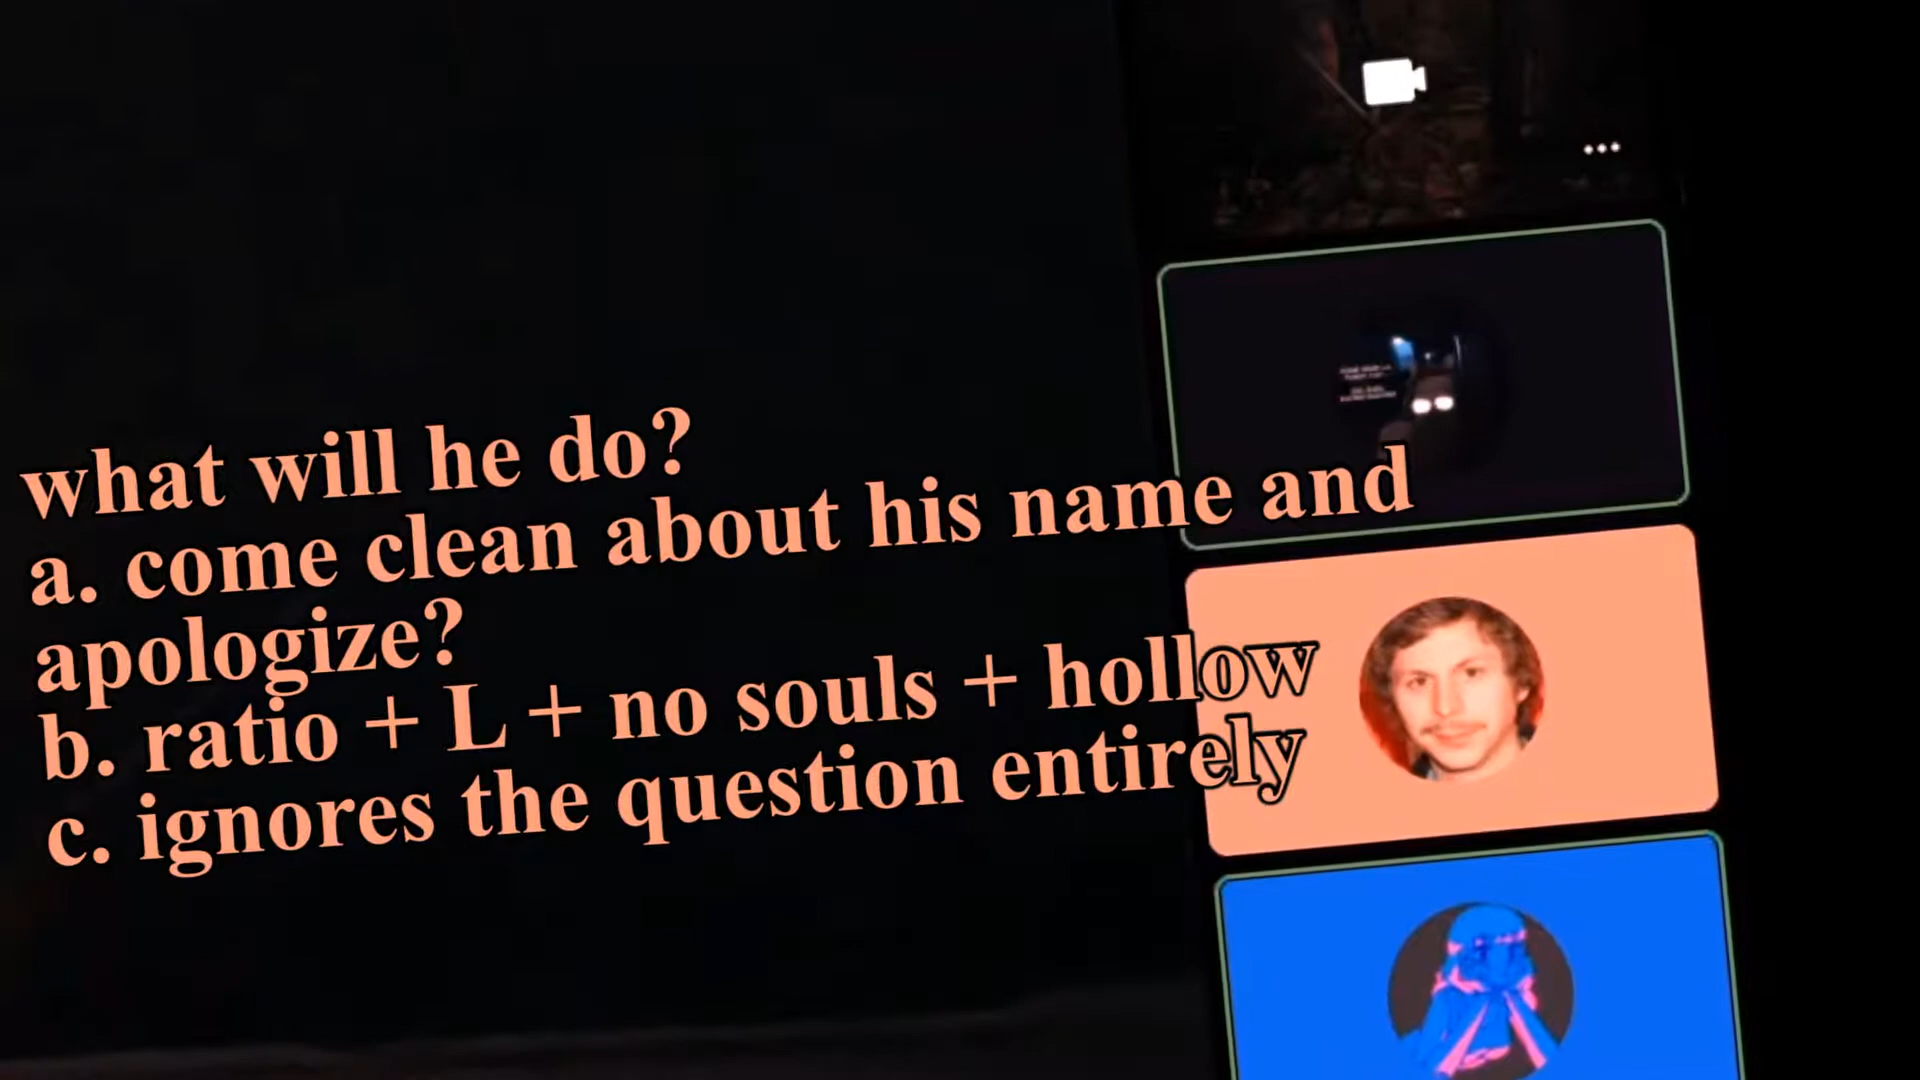 what will he do?
a. come clean about his name and
apologize?
b. ratio + L + no souls + hollow
c. ignores the question entirely